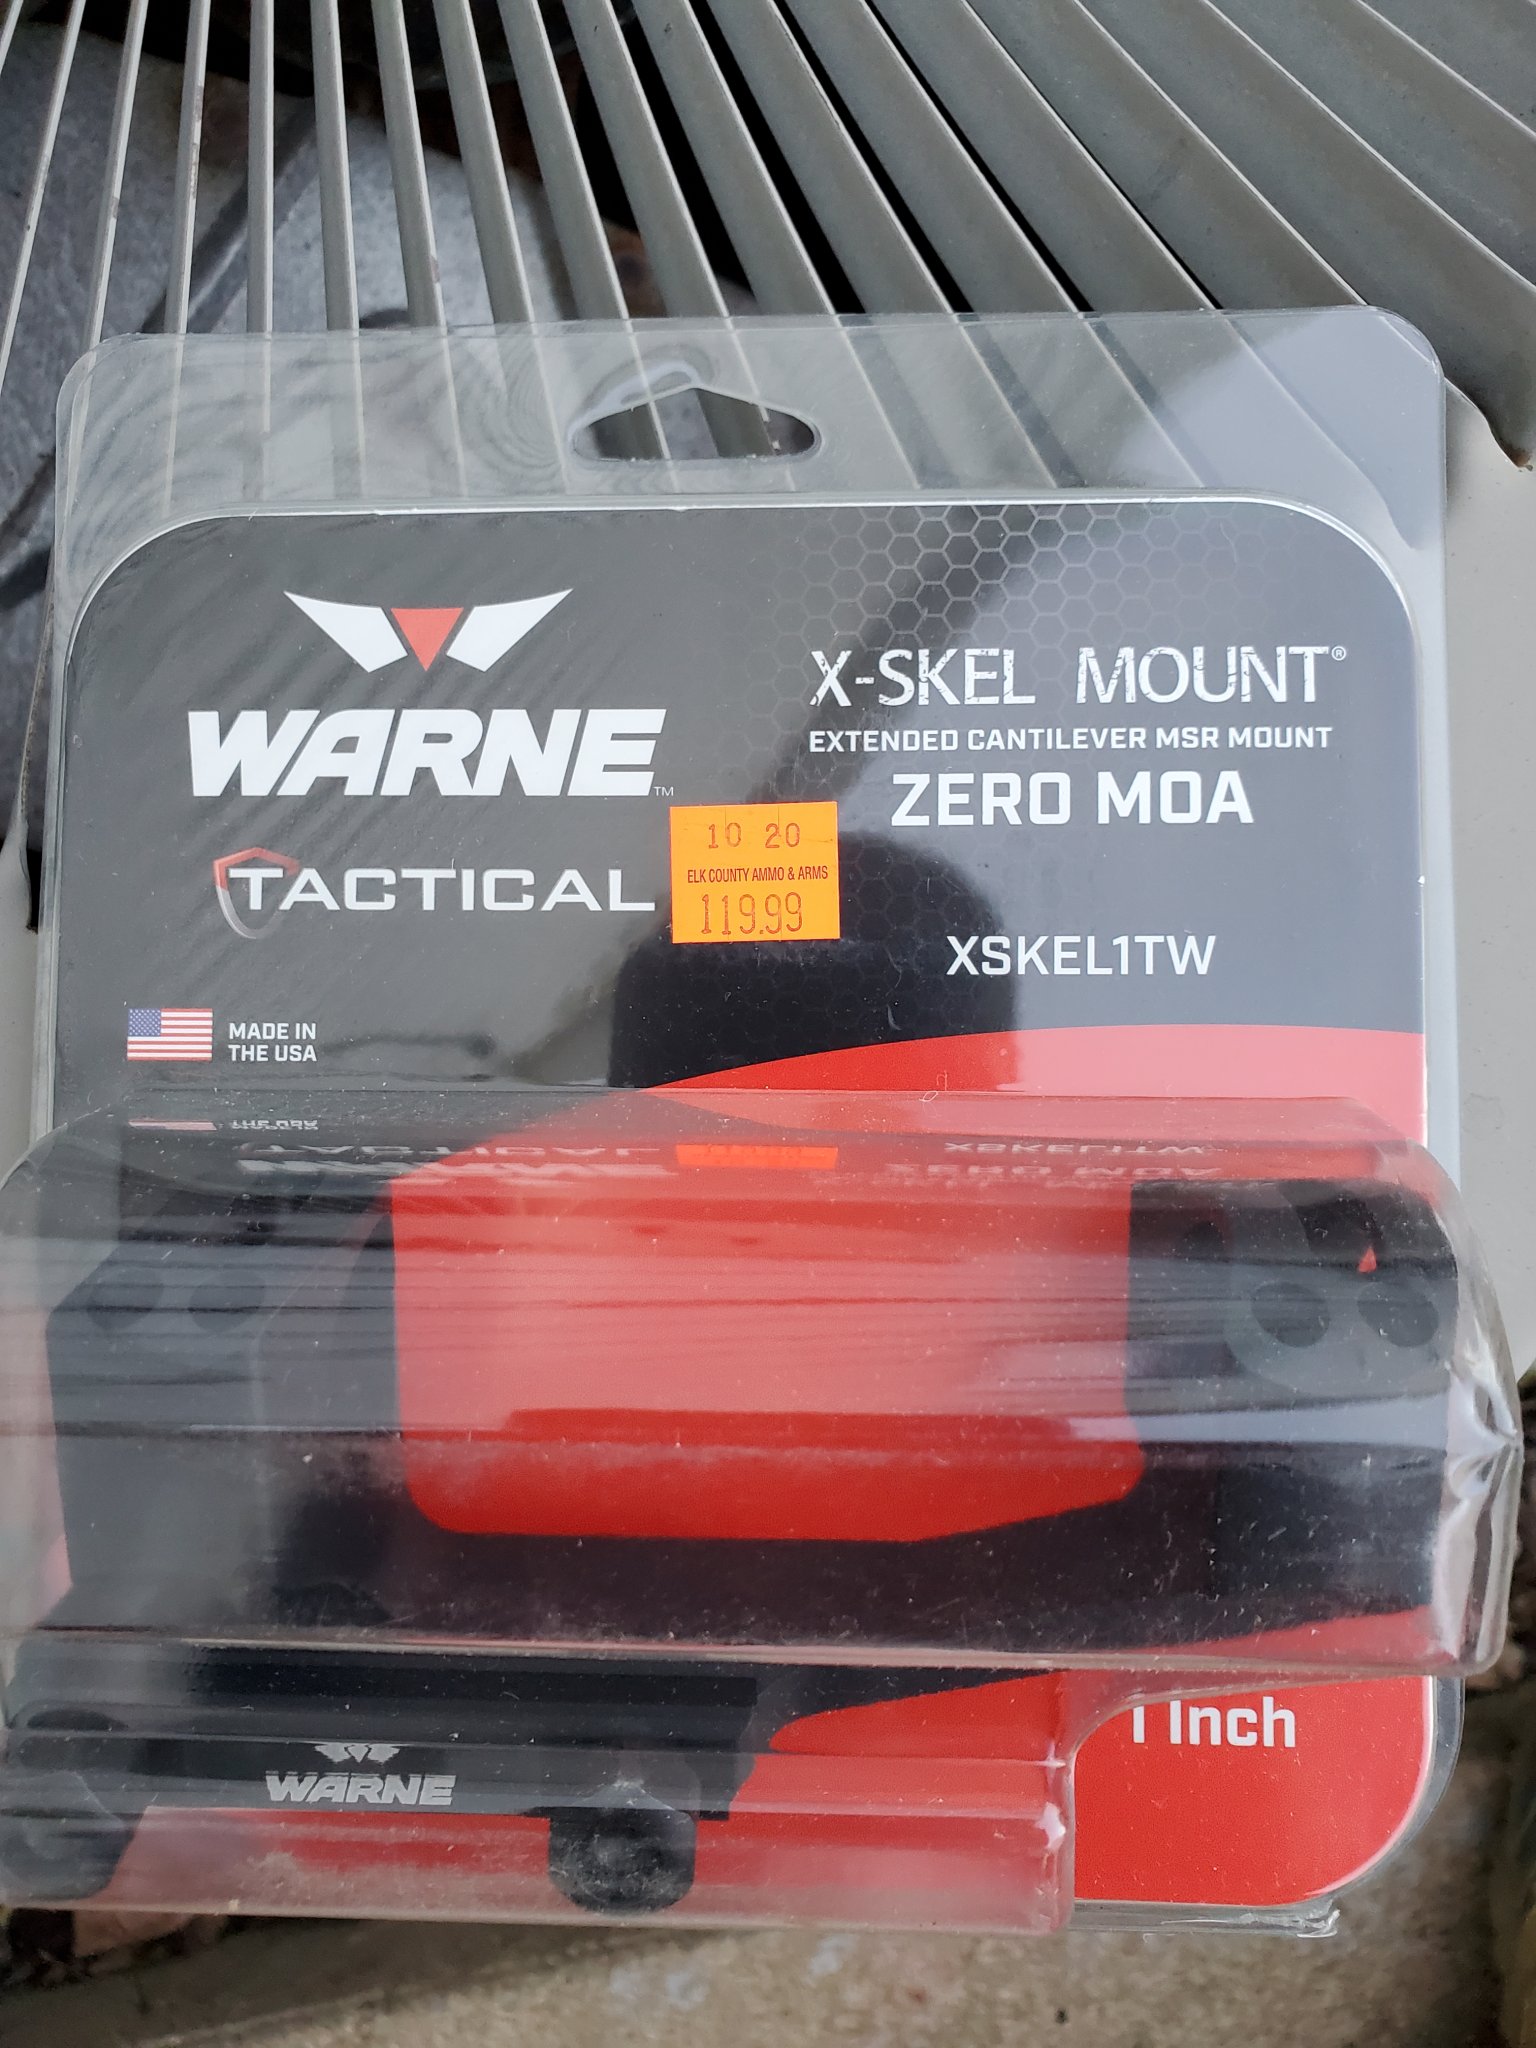 WARNE™
TACTICAL
X-SKEL MOUNT®
EXTENDED CANTILEVER MSR MOUNT
ZERO MOA
10 20
ELK COUNTY AMMO & ARMS
119.99
XSKEL1TW
MADE IN
THE USA
1 Inch
WARNE